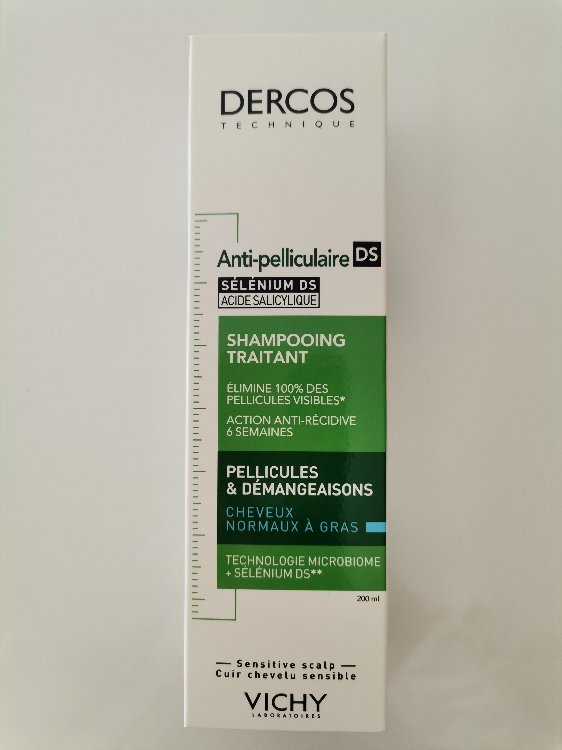 DERCOS
TECHNIQUE
Anti-pelliculaire DS
SÉLÉNIUM DS
ACIDE SALICYLIQUE
SHAMPOOING
TRAITANT
ÉLIMINE 100% DES
PELLICULES VISIBLES*
ACTION ANTI-RÉCIDIVE
6 SEMAINES
PELLICULES
& DÉMANGEAISONS
CHEVEUX
NORMAUX À GRAS
TECHNOLOGIE MICROBIOME
+ SÉLÉNIUM DS**
200 ml
Sensitive scalp
Cuir chevelu sensible
VICHY
LABORATOIRES